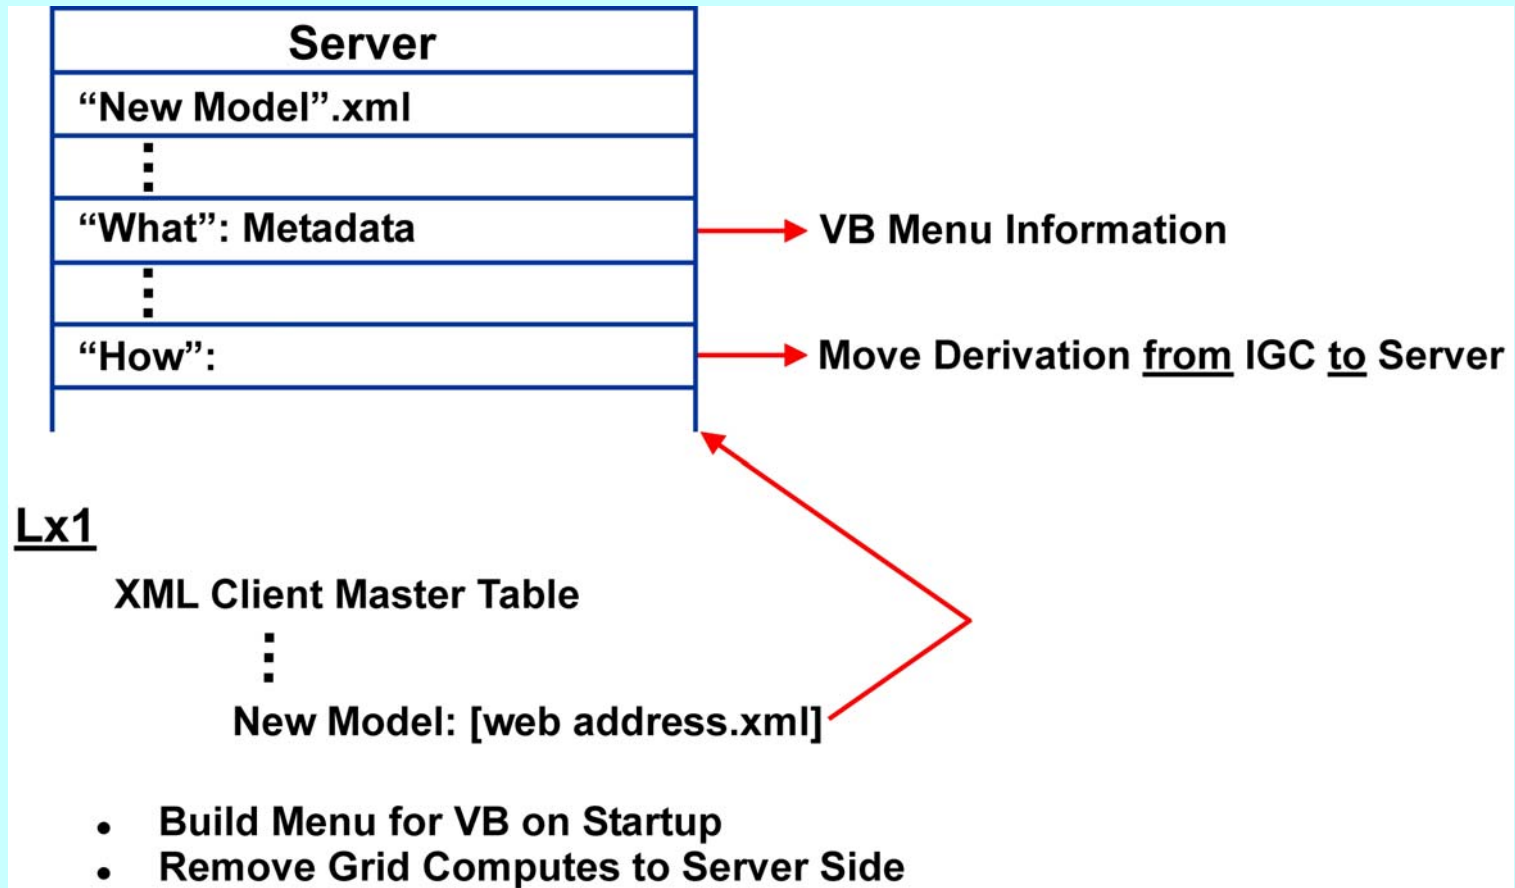 Server
“New Model”.xml
“What”: Metadata
VB Menu Information
“How”:
Move Derivation from IGC to Server
Lx1
XML Client Master Table
New Model: [web address.xml]
• Build Menu for VB on Startup
• Remove Grid Computes to Server Side